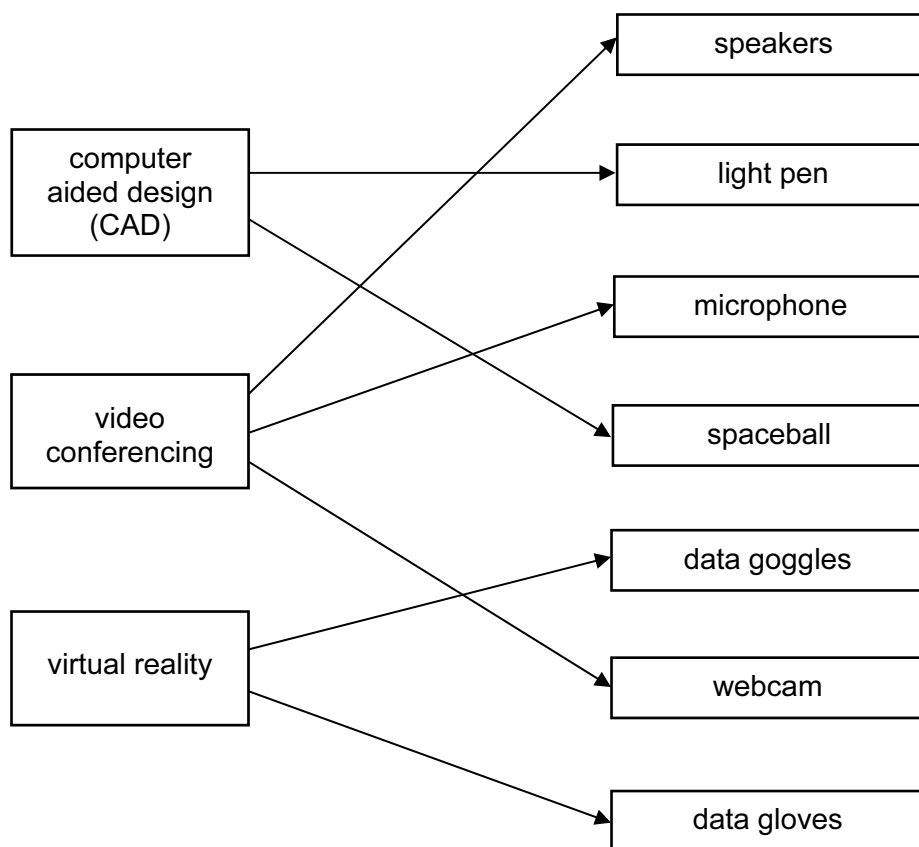 computer
aided design
(CAD)
video
conferencing
virtual reality
speakers
light pen
microphone
spaceball
data goggles
webcam
data gloves